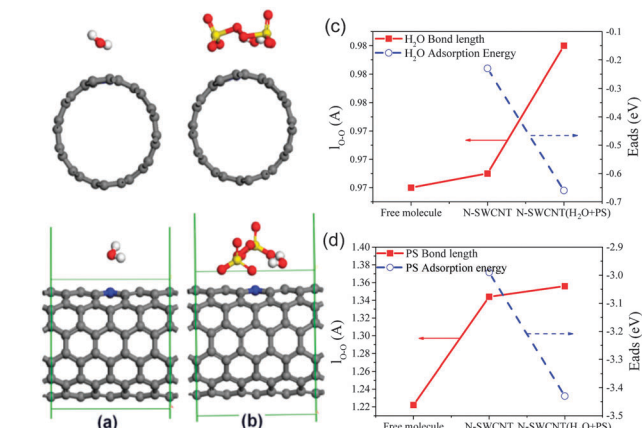 (a)
(b)
(c)
H₂O Bond length
H₂O Adsorption Energy
0.98
0.98
0.98
0.97
0.97
l_O-O (A)
-0.1
-0.2
-0.3
-0.4
-0.5
-0.6
-0.7
Eads (eV)
Free molecule N-SWCNT N-SWCNT(H₂O+PS)
(d)
PS Bond length
PS Adsorption energy
1.40
1.38
1.36
1.34
1.32
1.30
1.28
1.26
1.24
1.22
l_O-O (A)
-2.9
-3.0
-3.1
-3.2
-3.3
-3.4
-3.5
Eads (eV)
Free molecule N-SWCNT N-SWCNT(H₂O+PS)